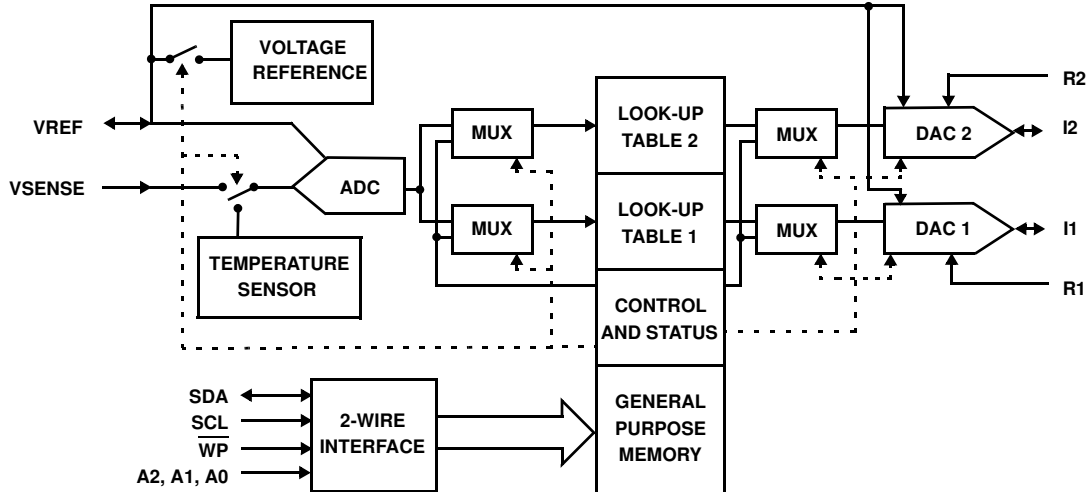 VOLTAGE
REFERENCE
VREF
VSENSE
ADC
TEMPERATURE
SENSOR
MUX
MUX
LOOK-UP
TABLE 2
LOOK-UP
TABLE 1
CONTROL
AND STATUS
GENERAL
PURPOSE
MEMORY
MUX
MUX
DAC 2
DAC 1
R2
I2
I1
R1
SDA
SCL
WP
A2, A1, A0
2-WIRE
INTERFACE